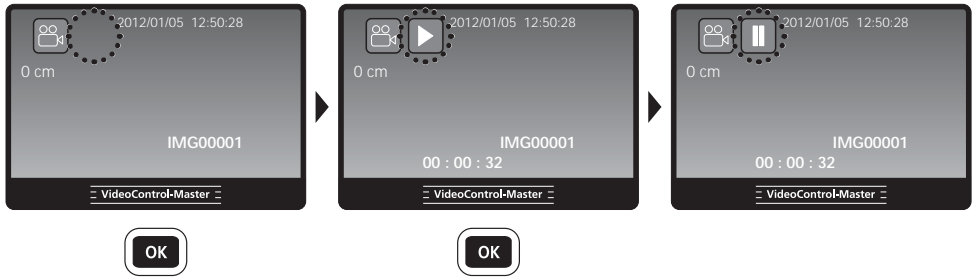 2012/01/05 12:50:28
0 cm
IMG00001
VideoControl-Master
OK
2012/01/05 12:50:28
0 cm
IMG00001
00 : 00 : 32
VideoControl-Master
OK
2012/01/05 12:50:28
0 cm
IMG00001
00 : 00 : 32
VideoControl-Master